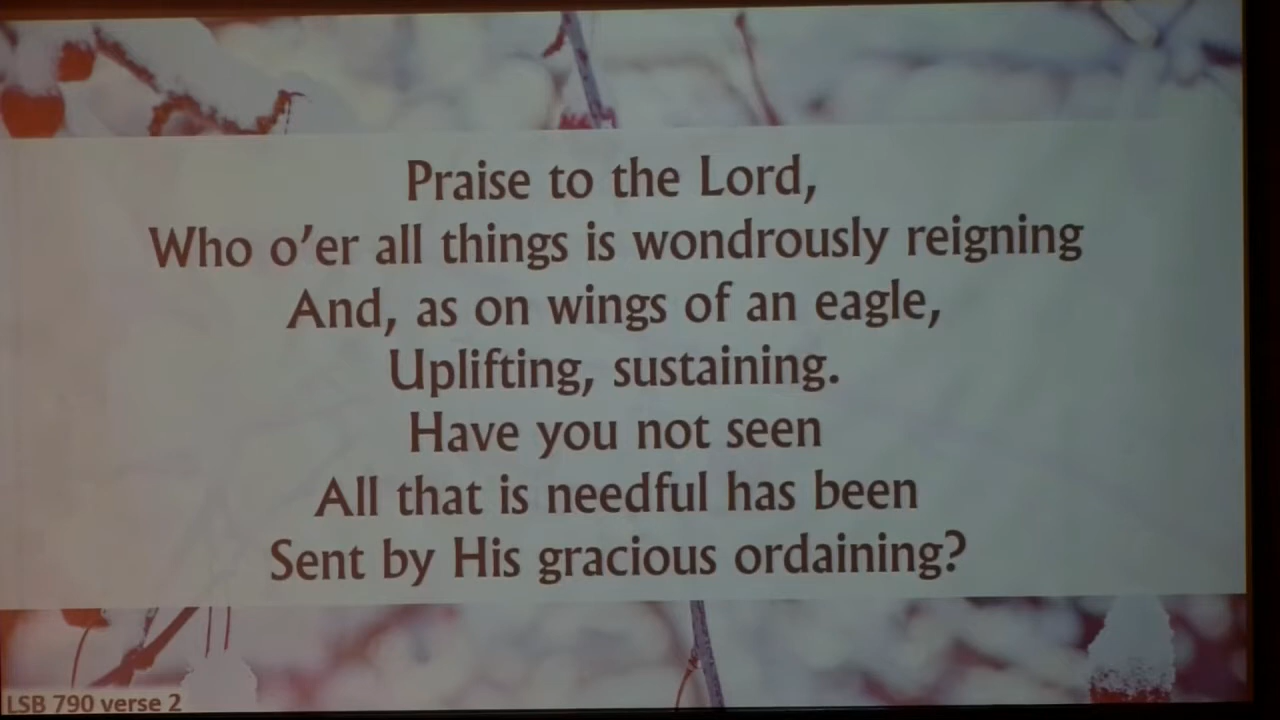 Praise to the Lord,
Who o'er all things is wondrously reigning
And, as on wings of an eagle,
Uplifting, sustaining.
Have you not seen
All that is needful has been
Sent by His gracious ordaining?
LSB 790 verse 2